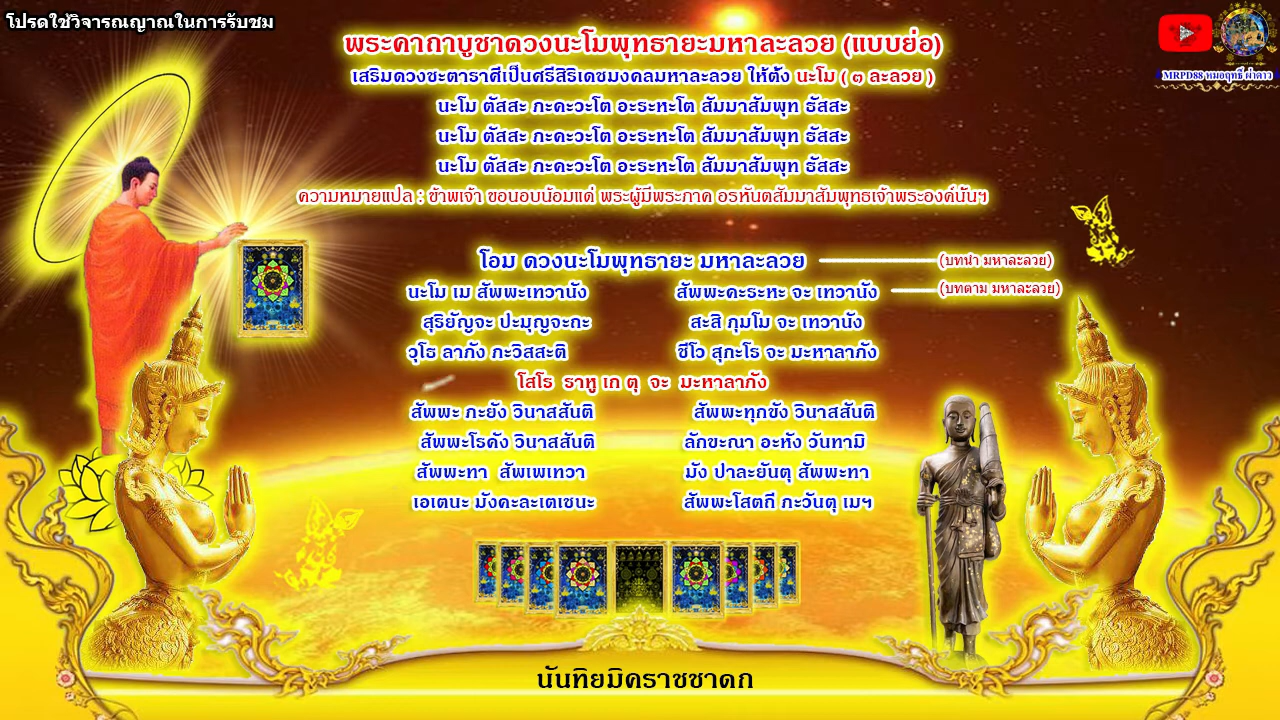 โปรดใช้วิจารณญาณในการรับชม
พระคาถาบูชาดวงนะโมพุทธายะมหาละลวย (แบบย่อ)
เสริมดวงชะตาราศีเป็นศรีสิริเดชมงคลมหาละลวย ให้ตั้ง นะโม ( ๓ ละลวย )
MRPD88 หมอฤทธิ์ ผ่าดาว
นะโม ตัสสะ ภะคะวะโต อะระหะโต สัมมาสัมพุท ธัสสะ
นะโม ตัสสะ ภะคะวะโต อะระหะโต สัมมาสัมพุท ธัสสะ
นะโม ตัสสะ ภะคะวะโต อะระหะโต สัมมาสัมพุท ธัสสะ
ความหมายแปล : ข้าพเจ้า ขอนอบน้อมแด่ พระผู้มีพระภาค อรหันตสัมมาสัมพุทธเจ้าพระองค์นั้นฯ
โอม ดวงนะโมพุทธายะ มหาละลวย (บทนำ มหาละลวย)
นะโม เม สัพพะเทวานัง สัพพะคะระหะ จะ เทวานัง (บทตาม มหาละลวย)
สุริยัญจะ ปะมุญจะถะ สะสิ ภุมโม จะ เทวานัง
วุโธ ลาภัง ภะวิสสะติ ชีโว สุกะโร จะ มะหาลาภัง
โสโร ราหู เก ตุ จะ มะหาลาภัง
สัพพะ ภะยัง วินาสสันติ สัพพะทุกขัง วินาสสันติ
สัพพะโรคัง วินาสสันติ ลักขะณา อะหัง วันทามิ
สัพพะทา สัพเพเทวา มัง ปาละยันตุ สัพพะทา
เอเตนะ มังคะละเตเชนะ สัพพะโสตถี ภะวันตุ เมฯ
นันทิยมิคราชชาดก